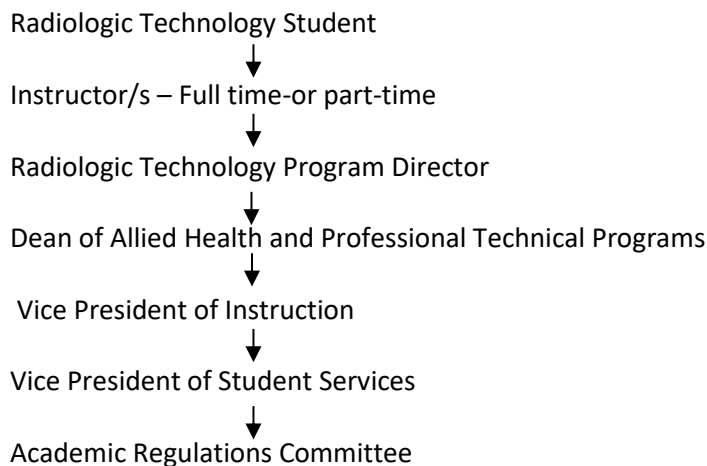 Radiologic Technology Student
Instructor/s – Full time-or part-time
Radiologic Technology Program Director
Dean of Allied Health and Professional Technical Programs
Vice President of Instruction
Vice President of Student Services
Academic Regulations Committee